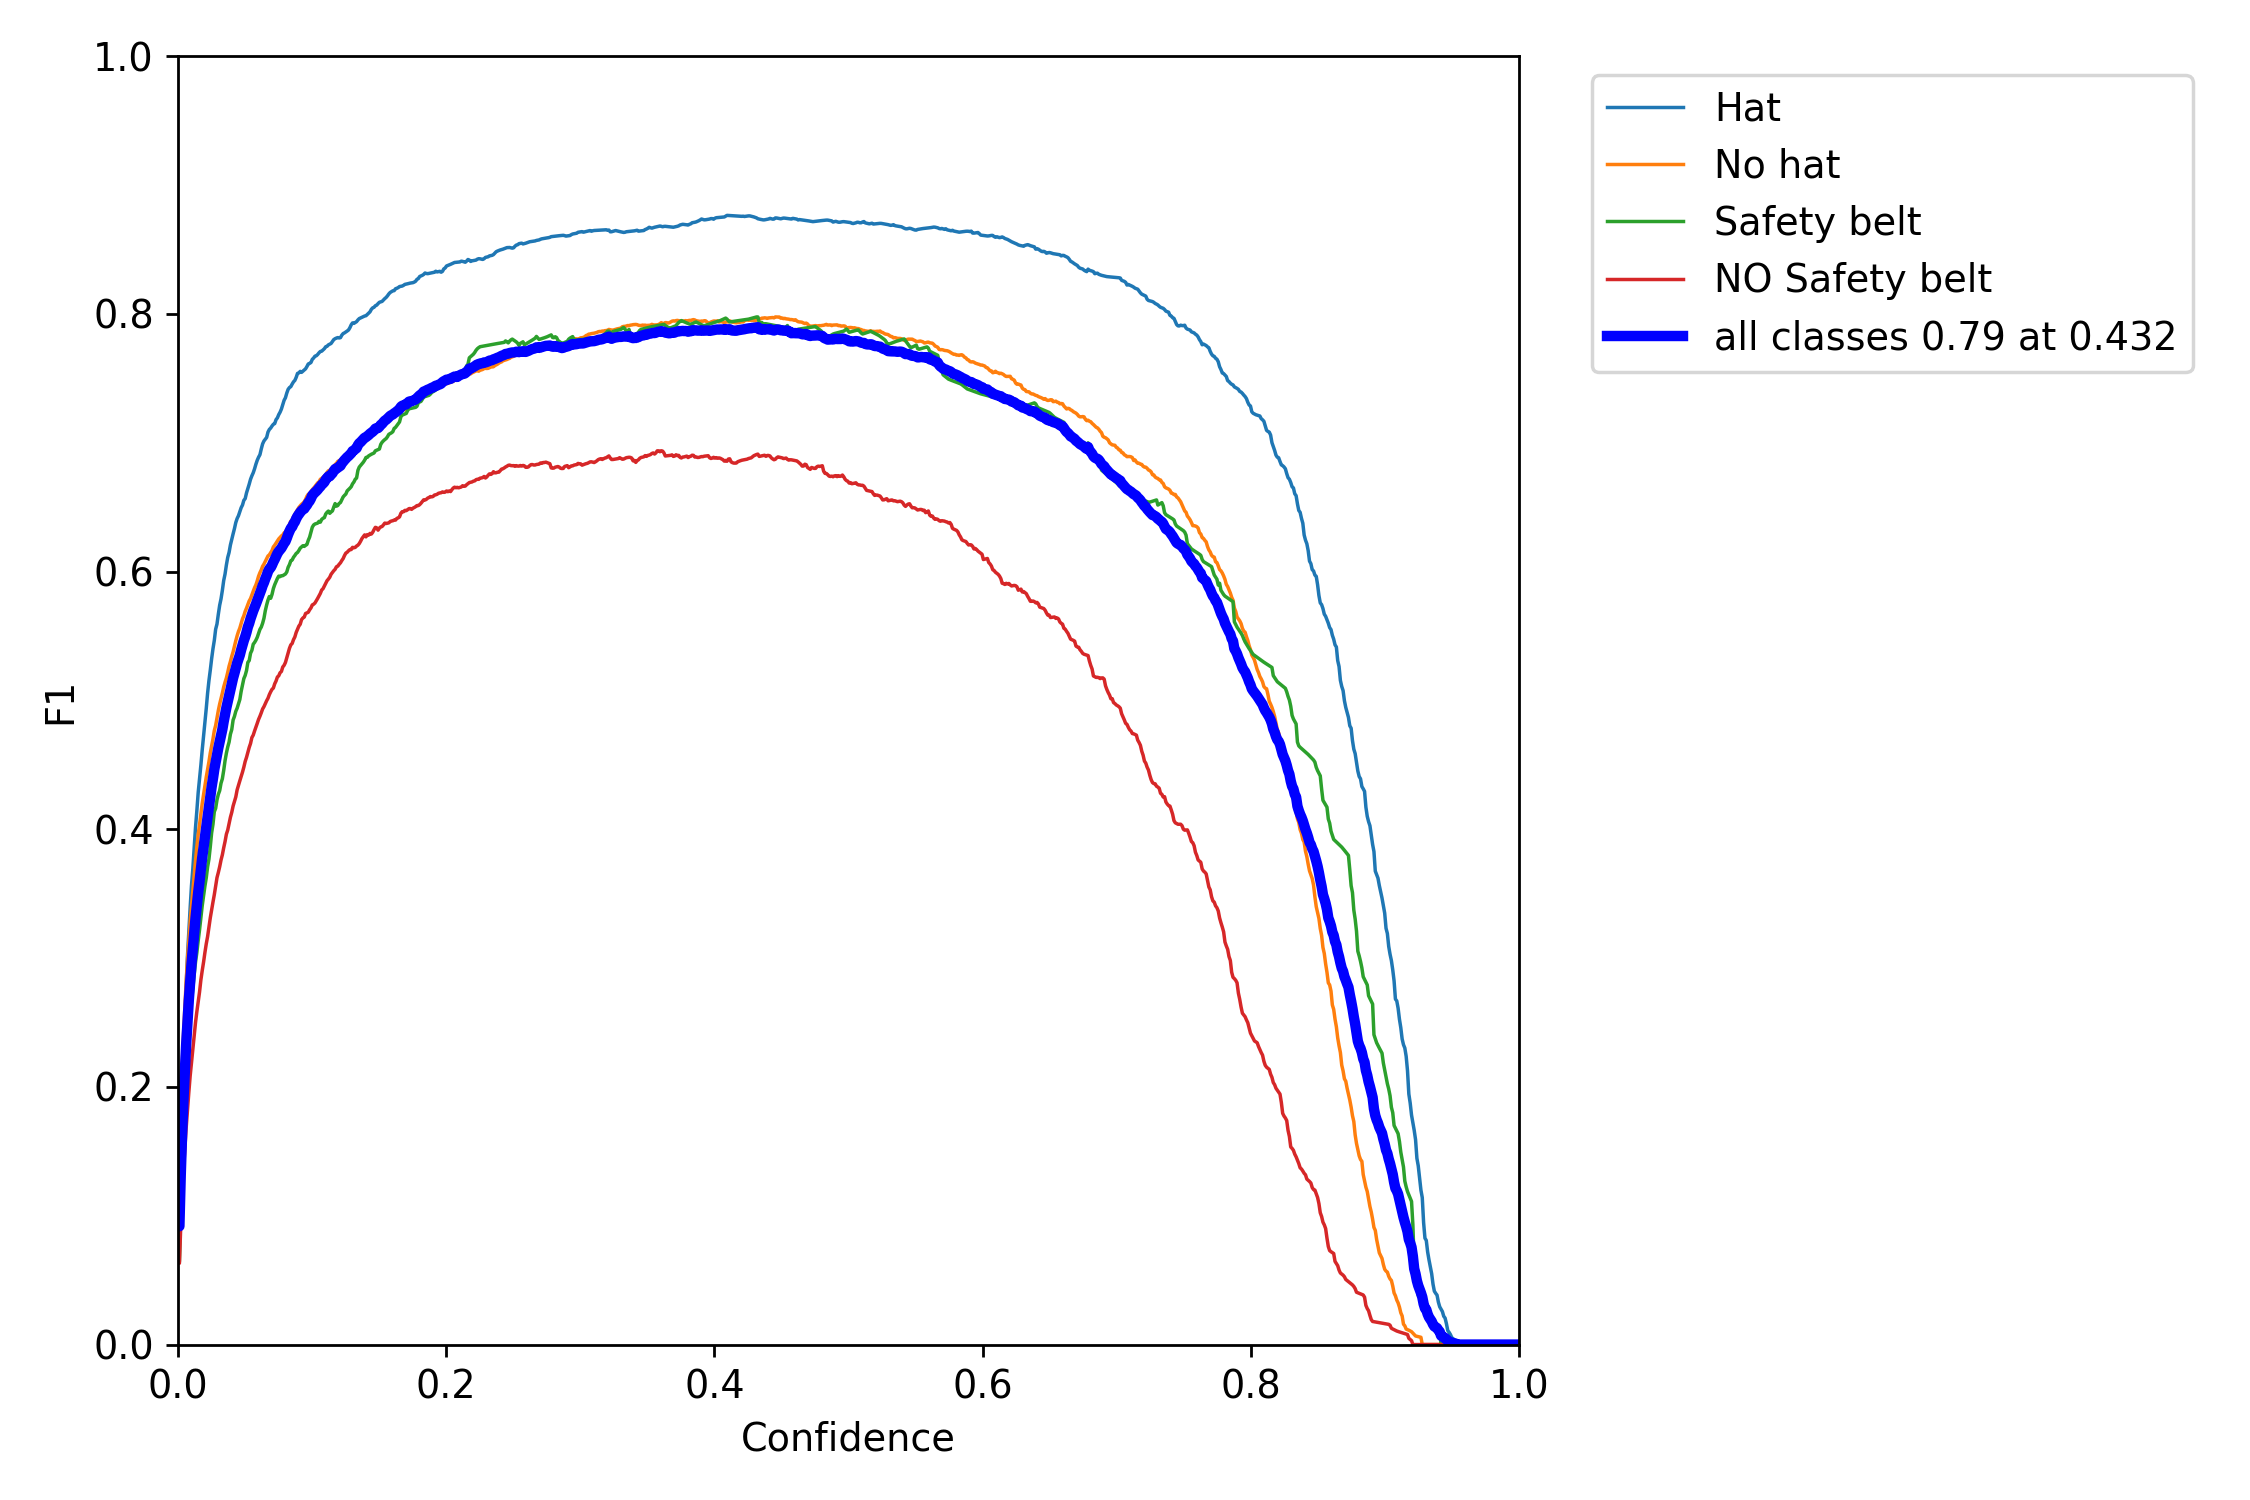 1.0
0.8
0.6
0.4
0.2
0.0
F1
0.0 0.2 0.4 0.6 0.8 1.0
Confidence
Hat
No hat
Safety belt
NO Safety belt
all classes 0.79 at 0.432